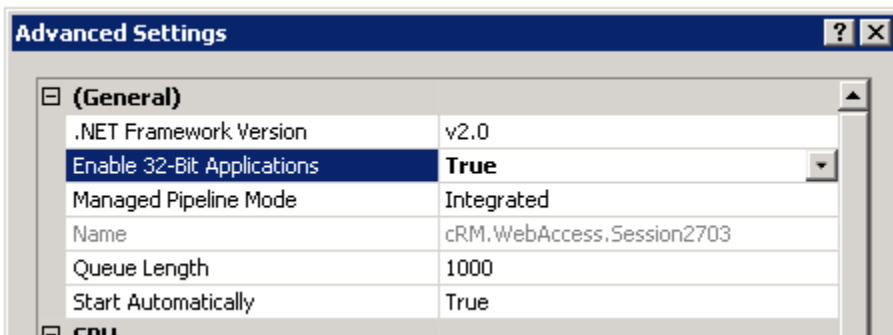 Advanced Settings
(General)
.NET Framework Version v2.0
Enable 32-Bit Applications True
Managed Pipeline Mode Integrated
Name cRM.WebAccess.Session2703
Queue Length 1000
Start Automatically True
CPU